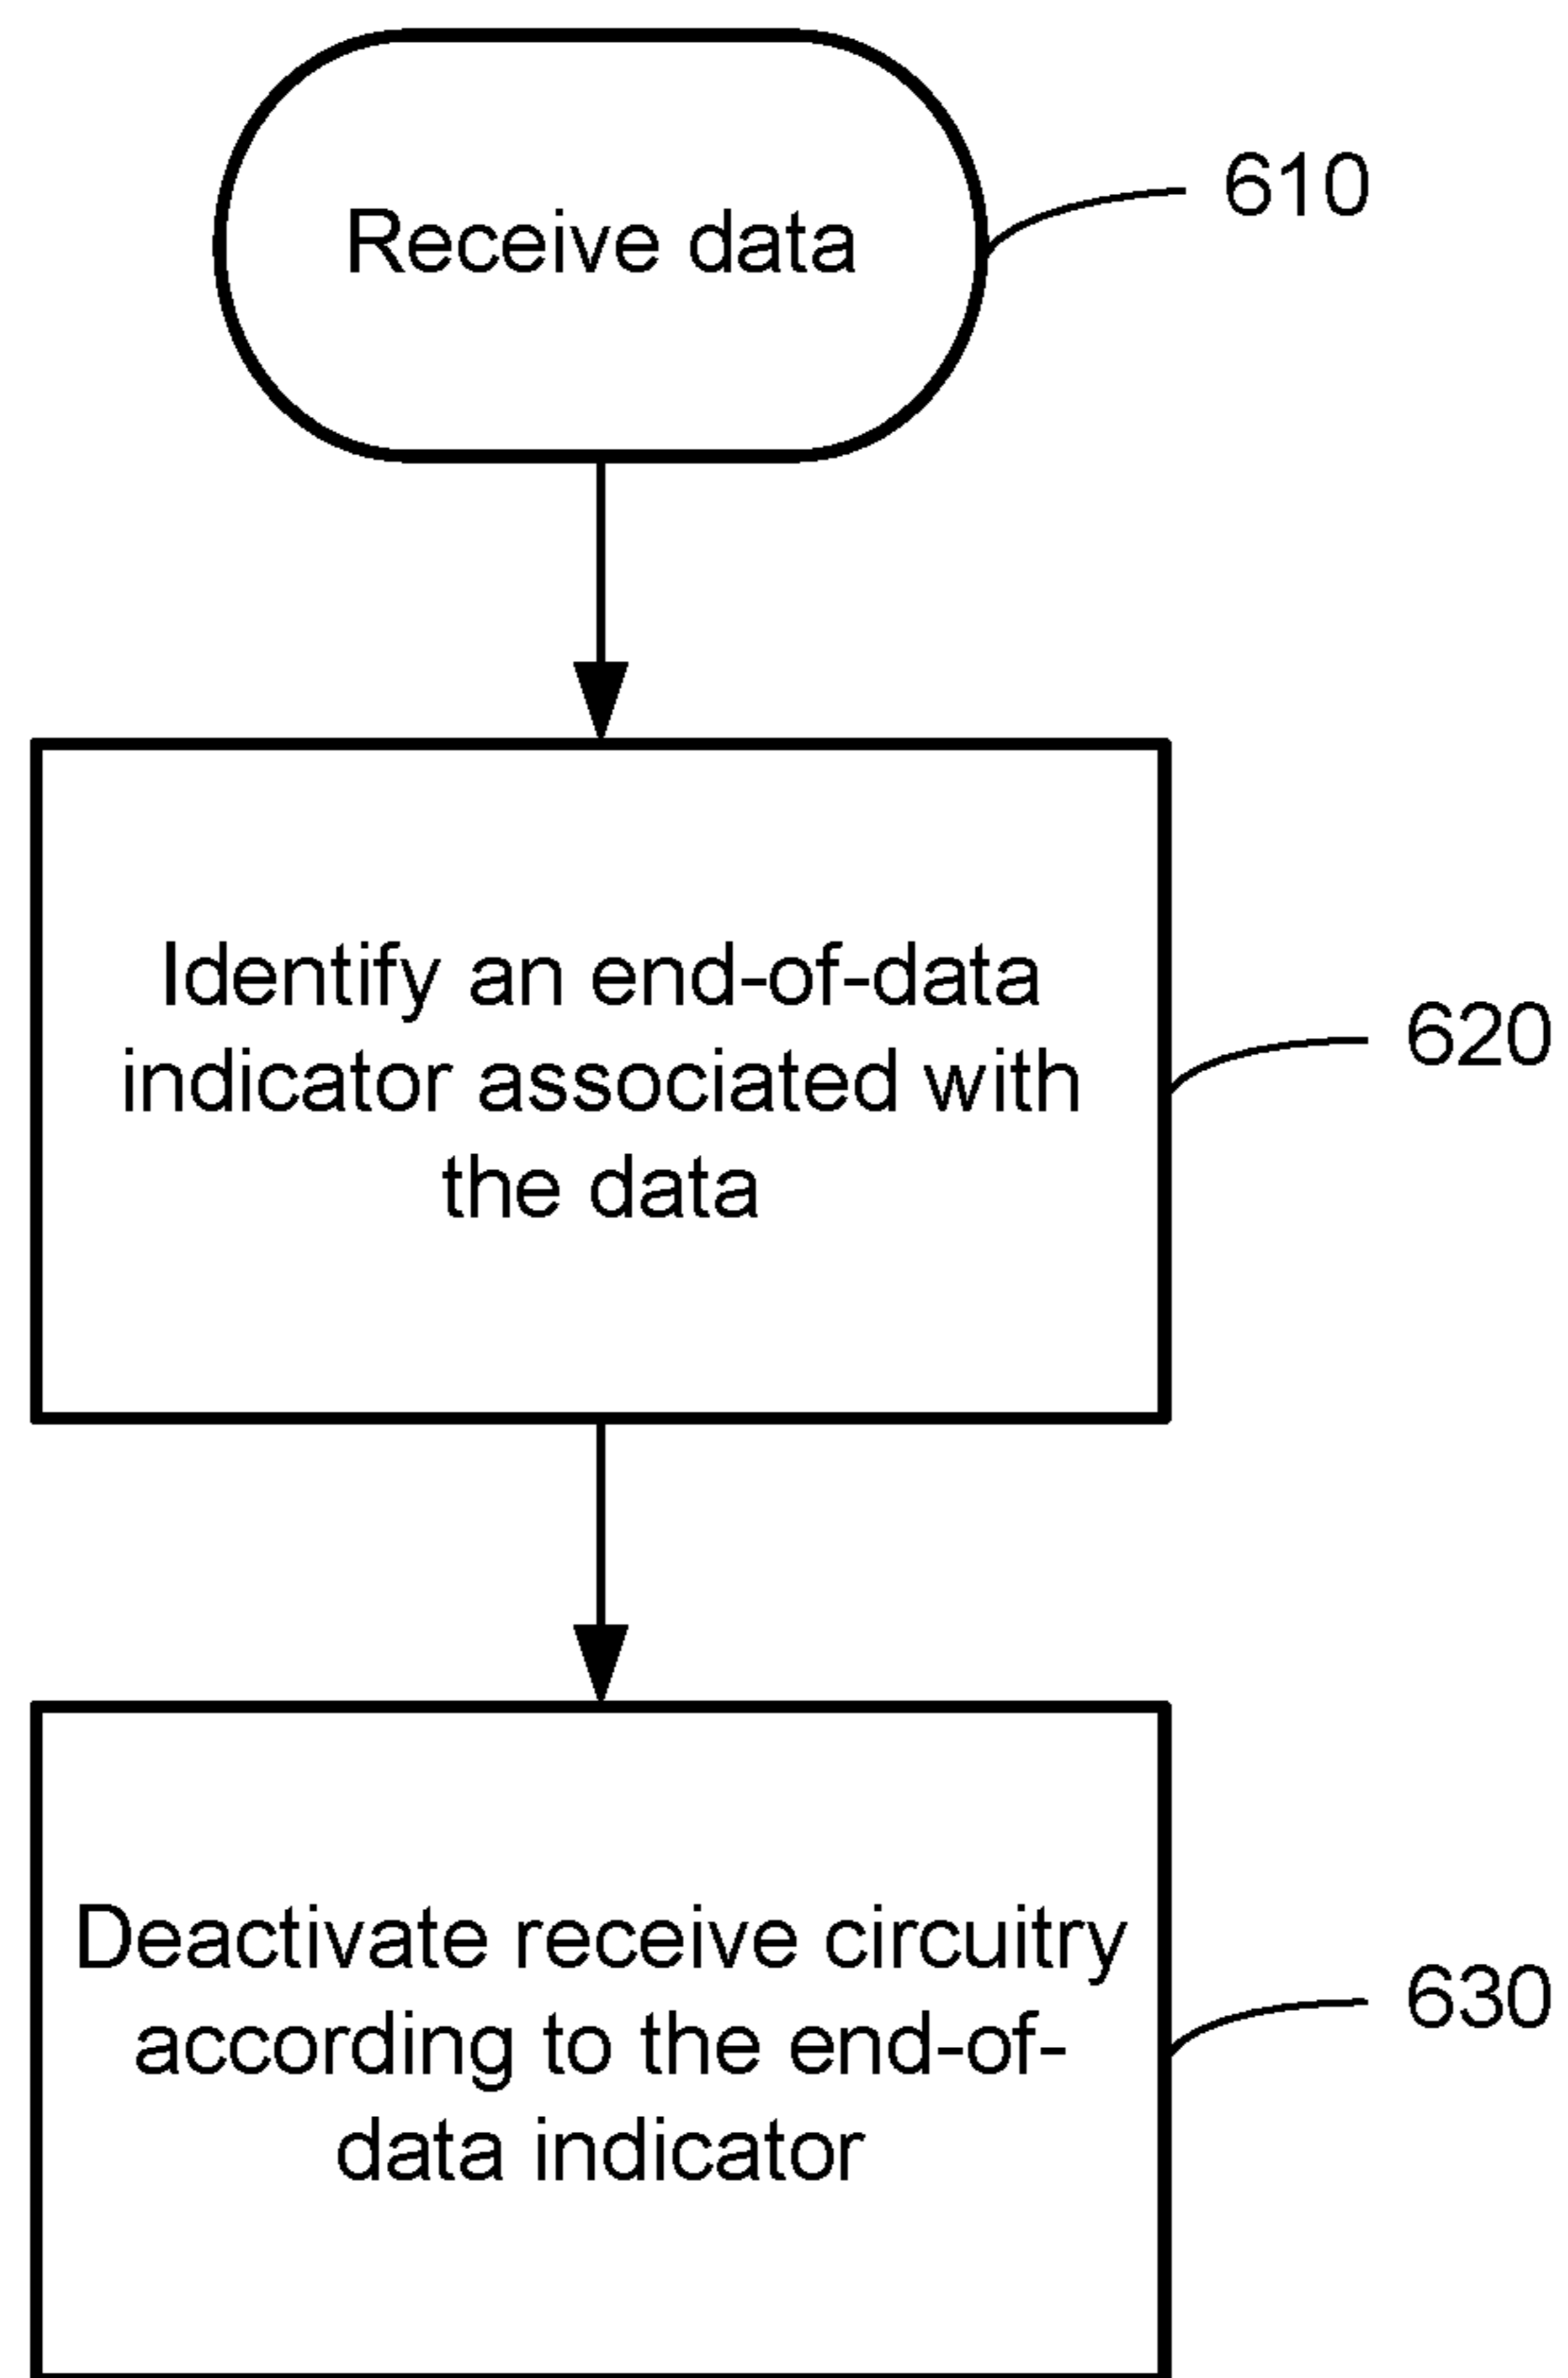 Receive data
610
Identify an end-of-data
indicator associated with
the data
620
Deactivate receive circuitry
according to the end-of-
data indicator
630